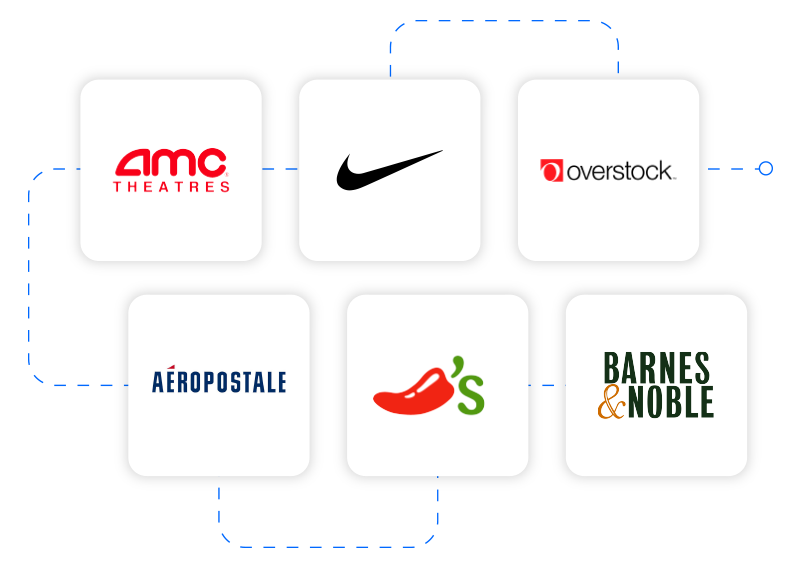 amc
THEATRES
overstock
AÉROPOSTALE
's
BARNES
&NOBLE